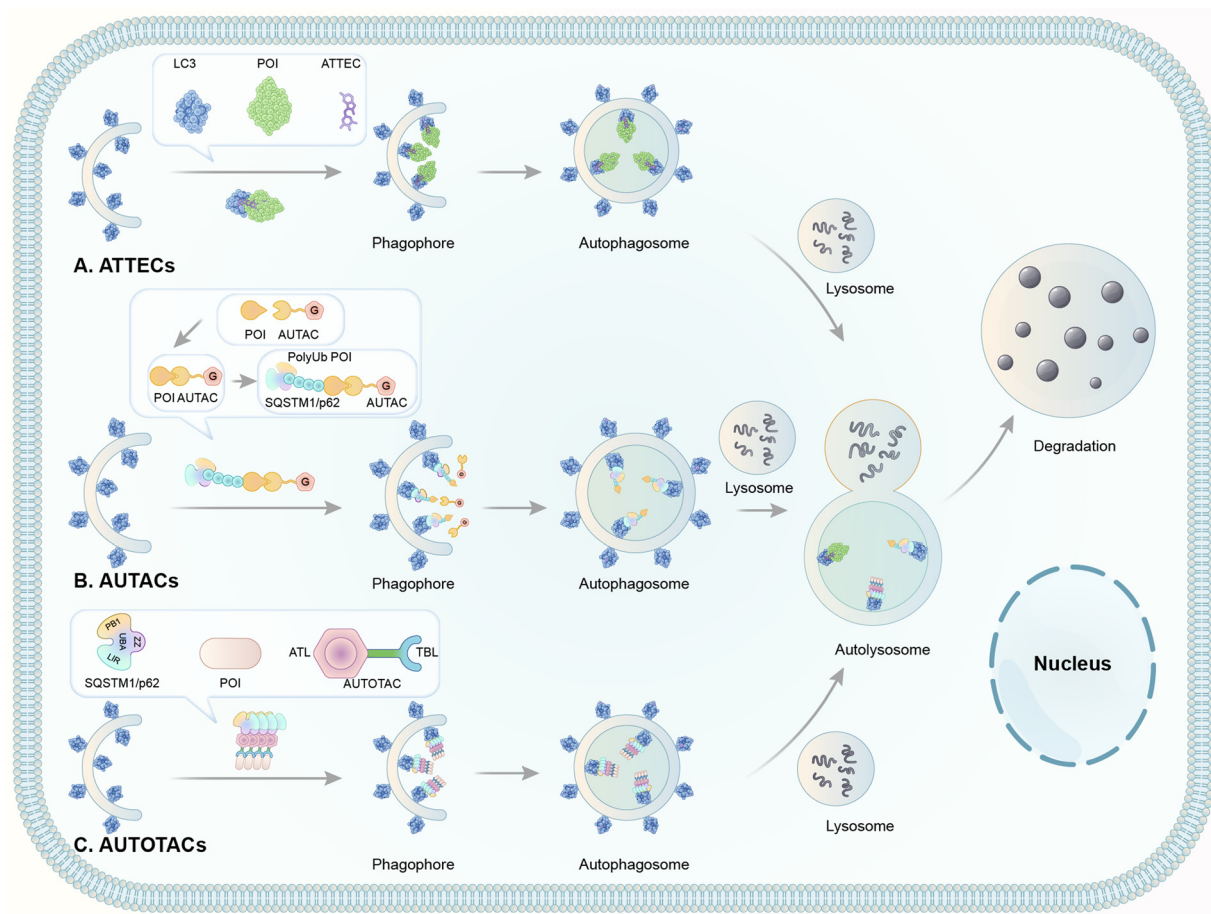 LC3 POI ATTEC
Phagophore
Autophagosome
A. ATTECs
Lysosome
G
POI AUTAC
PolyUb POI
G
G
POI AUTAC
SQSTM1/p62 AUTAC
G
G
G
G
Lysosome
Degradation
Phagophore
Autophagosome
B. AUTACs
PB1
UBA
ZZ
LIR
SQSTM1/p62
POI
ATL
TBL
AUTOTAC
Autolysosome
Nucleus
Lysosome
C. AUTOTACs
Phagophore
Autophagosome